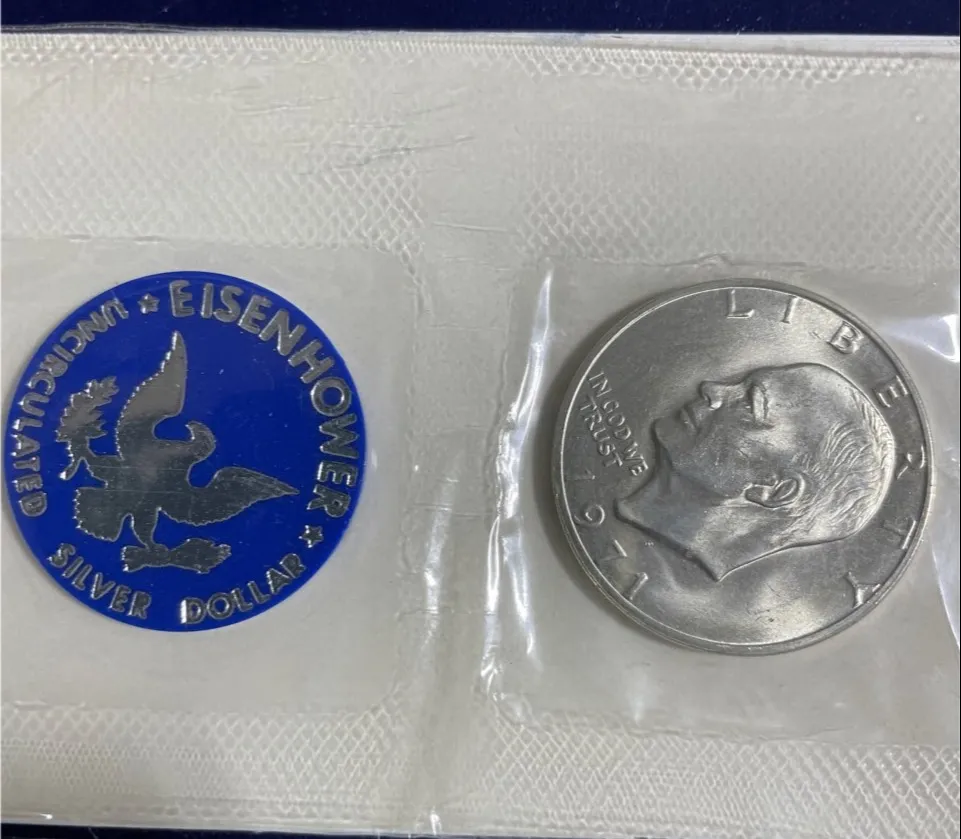 ★ EISENHOWER ★
UNCIRCULATED
SILVER DOLLAR
LIBERTY
IN GOD WE
TRUST
1971